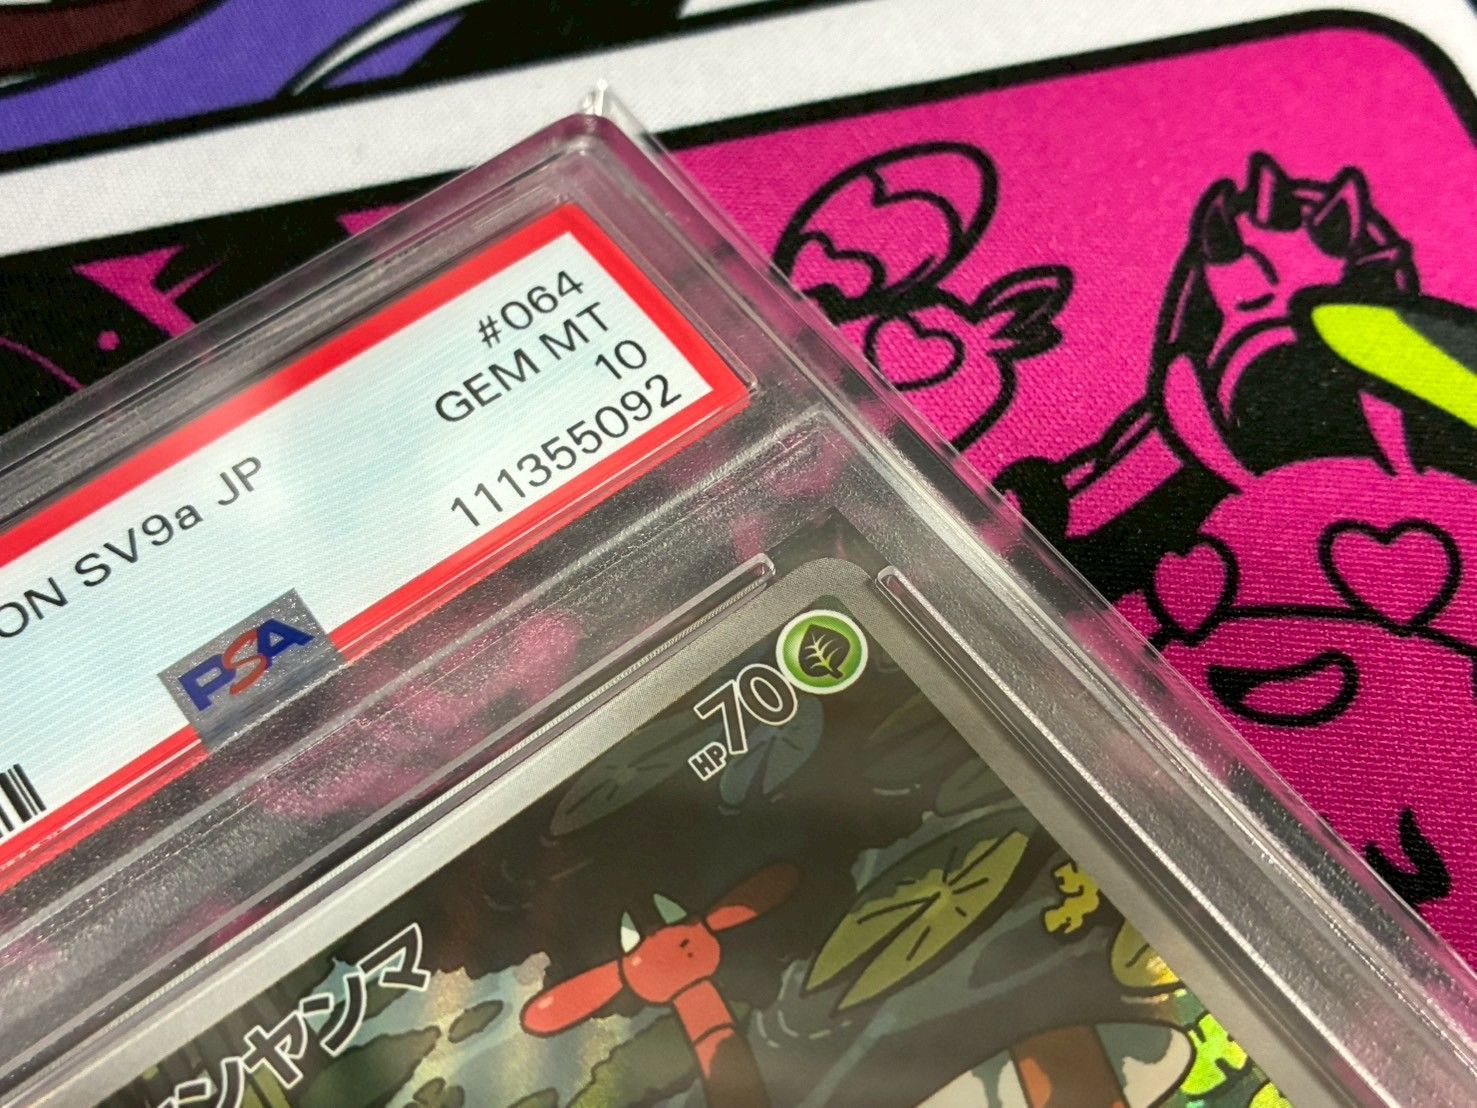 #064
GEM MT
10
ON SV9a JP
111355092
PSA
HP70
ンヤンマ